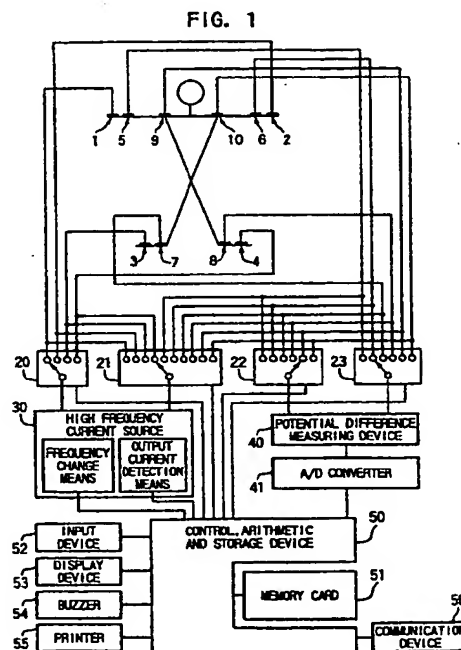 FIG. 1
1 5 9 10 6 2
3 7 8 4
20 21 22 23
30
HIGH FREQUENCY
CURRENT SOURCE
FREQUENCY
CHANGE
MEANS
OUTPUT
CURRENT
DETECTION
MEANS
40
POTENTIAL DIFFERENCE
MEASURING DEVICE
41
A/D CONVERTER
50
CONTROL, ARITHMETIC
AND STORAGE DEVICE
52
INPUT
DEVICE
53
DISPLAY
DEVICE
54
BUZZER
55
PRINTER
51
MEMORY CARD
COMMUNICATION
DEVICE